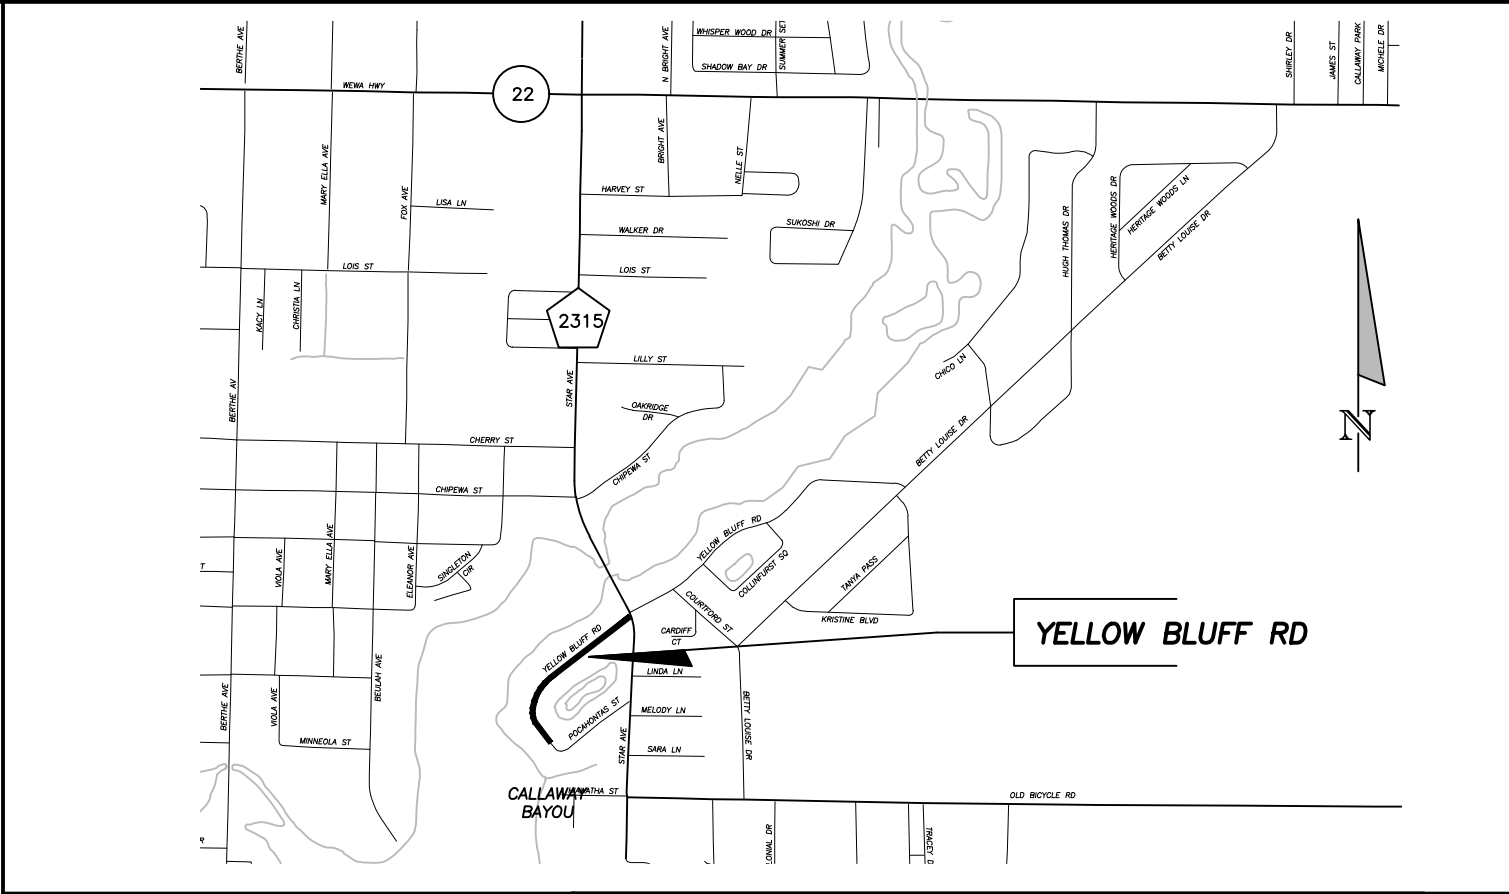 BERTHE AVE
N BRIGHT AVE
WHISPER WOOD DR
SUMMER SET
SHADOW BAY DR
SHIRLEY DR
JAMES ST
CALLAWAY PARK
MICHELE DR
WEWA HWY
22
MARY ELLA AVE
FOX AVE
LISA LN
BRIGHT AVE
NELLE ST
HARVEY ST
WALKER DR
SUKOSHI DR
LOIS ST
LOIS ST
HUGH THOMAS DR
HERITAGE WOODS DR
HERITAGE WOODS LN
BETTY LOUISE DR
KACY LN
CHRISTIA LN
2315
LILLY ST
CHICO LN
BERTHE AV
STAR AVE
OAKRIDGE
DR
N
CHERRY ST
CHIPEWA ST
BETTY LOUISE DR
CHIPEWA ST
YELLOW BLUFF RD
COLLINFURST SQ
TANYA PASS
VIOLA AVE
MARY ELLA AVE
ELEANOR AVE
SINGLETON
CIR
T
COURTFORD ST
KRISTINE BLVD
CARDIFF
CT
YELLOW BLUFF RD
YELLOW BLUFF RD
LINDA LN
BEULAH AVE
BERTHE AVE
VIOLA AVE
POCAHONTAS ST
MELODY LN
STAR AVE
BETTY LOUISE DR
MINNEOLA ST
SARA LN
CALLAWAY
BAYOU
OLD BICYCLE RD
ONIAL DR
TRACEY D
R